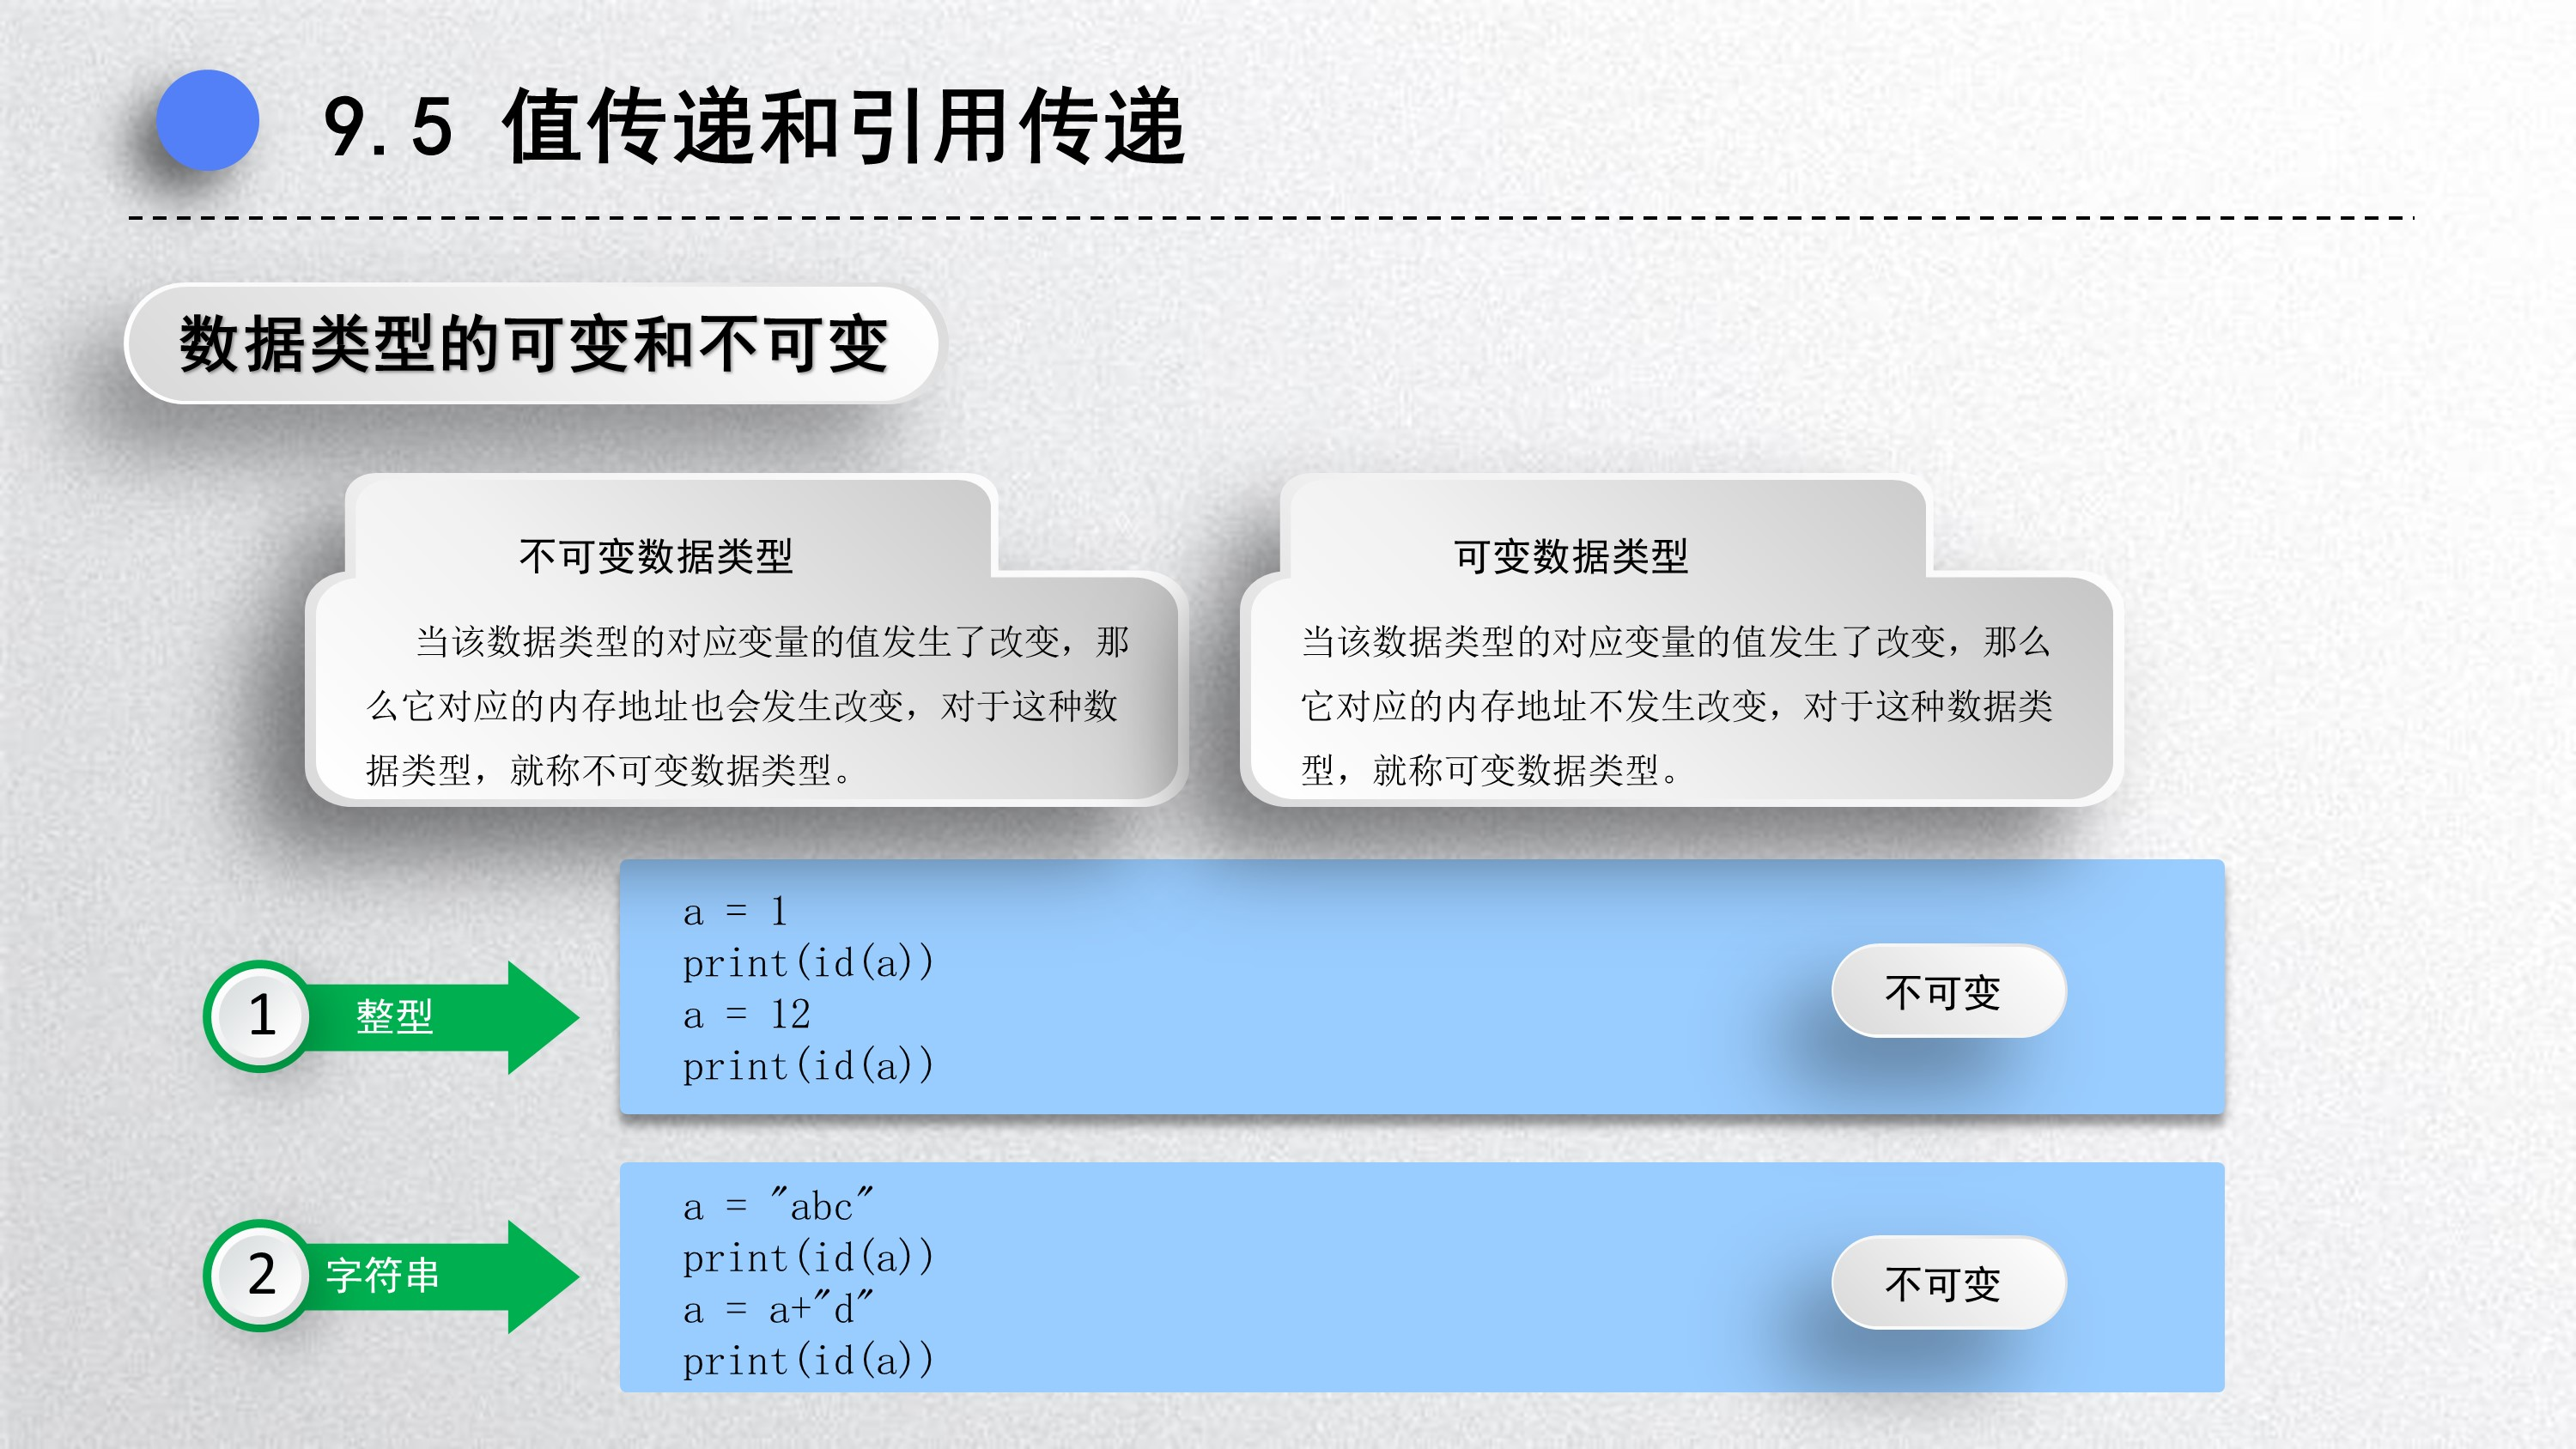 9.5 值传递和引用传递
数据类型的可变和不可变
不可变数据类型
当该数据类型的对应变量的值发生了改变，那
么它对应的内存地址也会发生改变，对于这种数
据类型，就称不可变数据类型。
可变数据类型
当该数据类型的对应变量的值发生了改变，那么
它对应的内存地址不发生改变，对于这种数据类
型，就称可变数据类型。
1
整型
a = 1
print(id(a))
a = 12
print(id(a))
不可变
2
字符串
a = "abc"
print(id(a))
a = a+"d"
print(id(a))
不可变